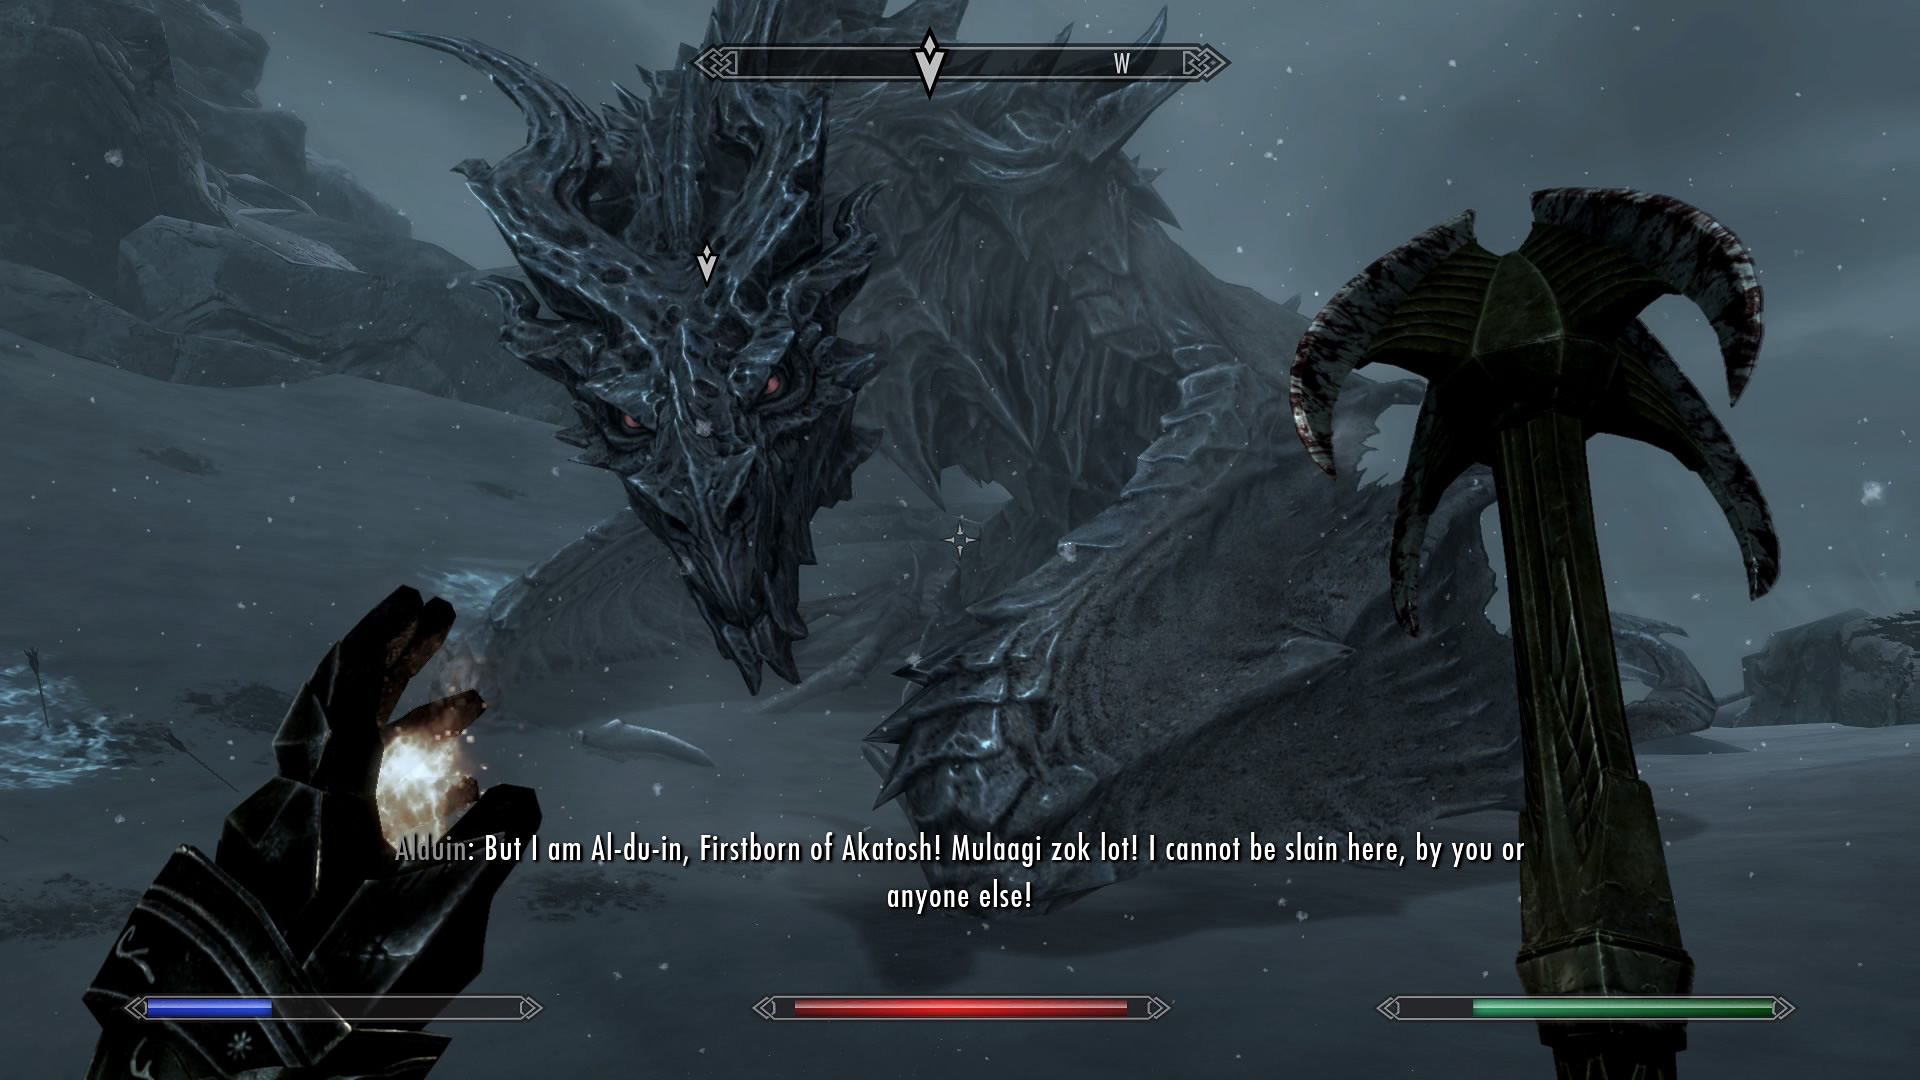 W
Alduin: But I am Al-du-in, Firstborn of Akatosh! Mulaagi zok lot! I cannot be slain here, by you or
anyone else!